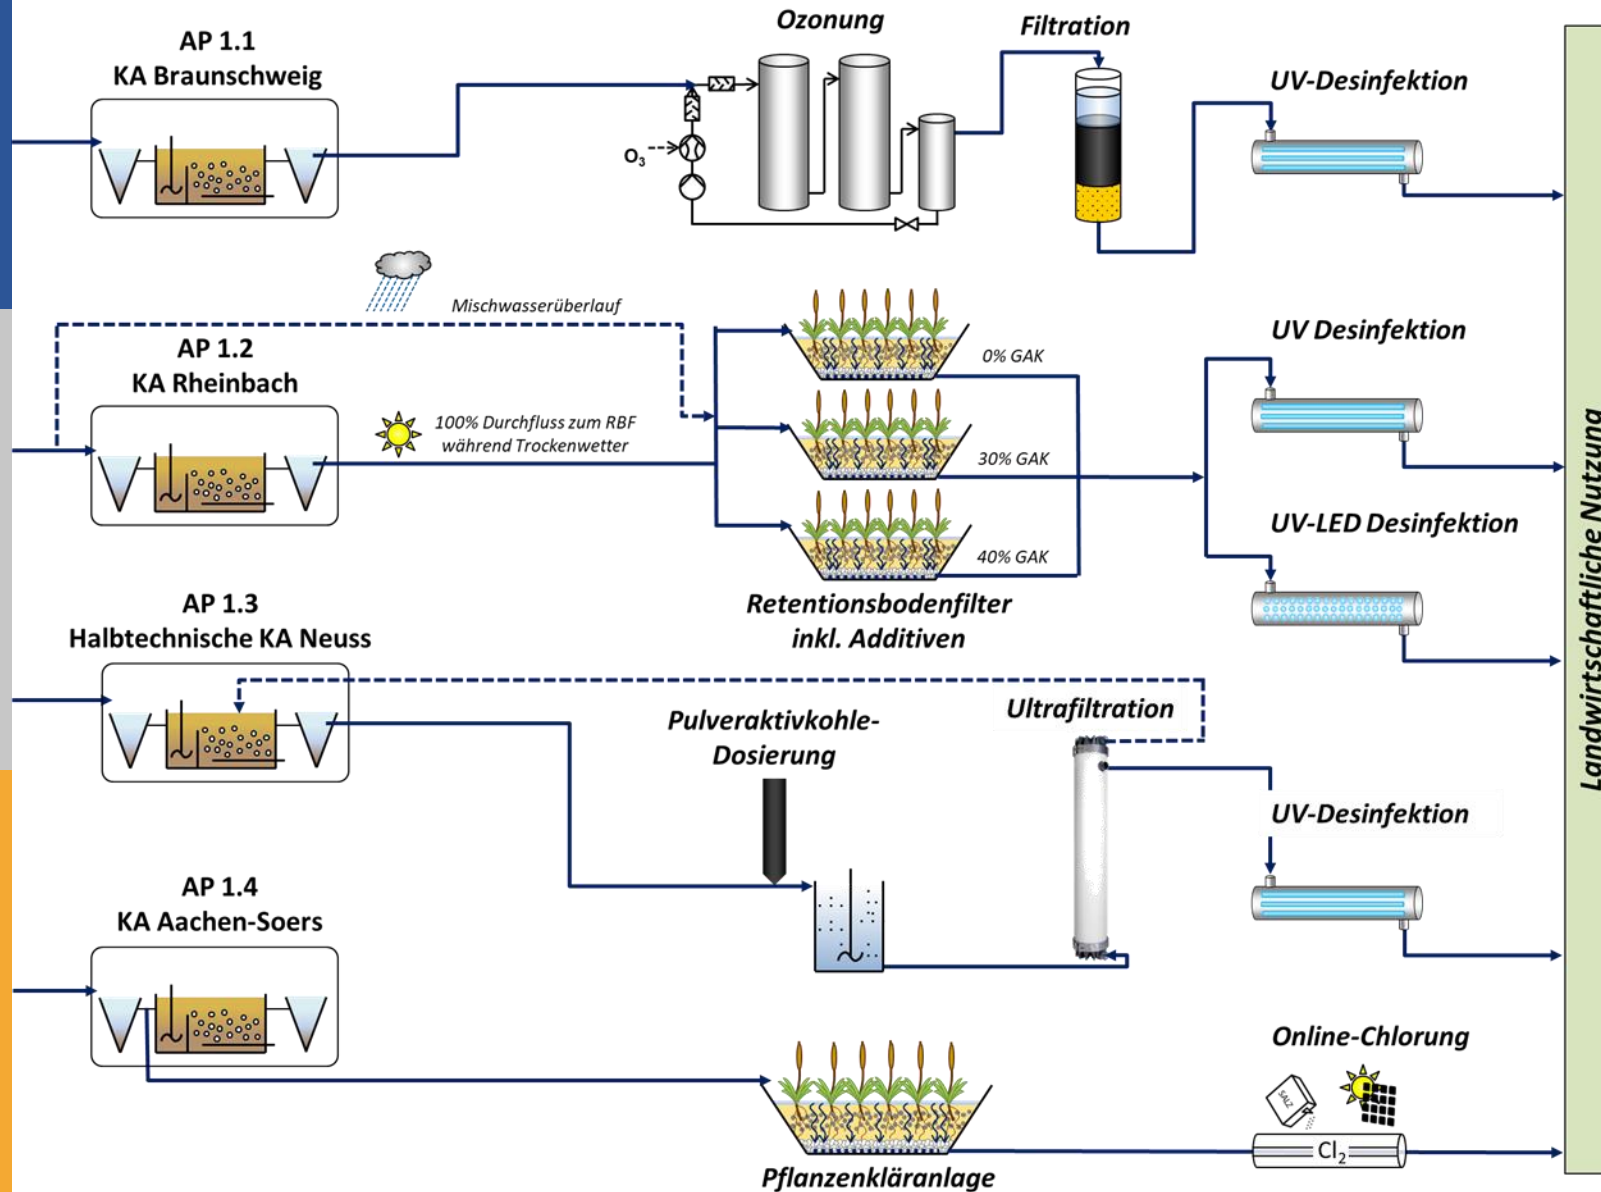 AP 1.1
KA Braunschweig
Ozonung
Filtration
UV-Desinfektion
O₃
Mischwasserüberlauf
AP 1.2
KA Rheinbach
100% Durchfluss zum RBF
während Trockenwetter
0% GAK
30% GAK
40% GAK
Retentionsbodenfilter
inkl. Additiven
UV Desinfektion
UV-LED Desinfektion
AP 1.3
Halbtechnische KA Neuss
Pulveraktivkohle-
Dosierung
Ultrafiltration
UV-Desinfektion
AP 1.4
KA Aachen-Soers
Pflanzenkläranlage
Online-Chlorung
SALZ
Cl₂
Landwirtschaftliche Nutzung